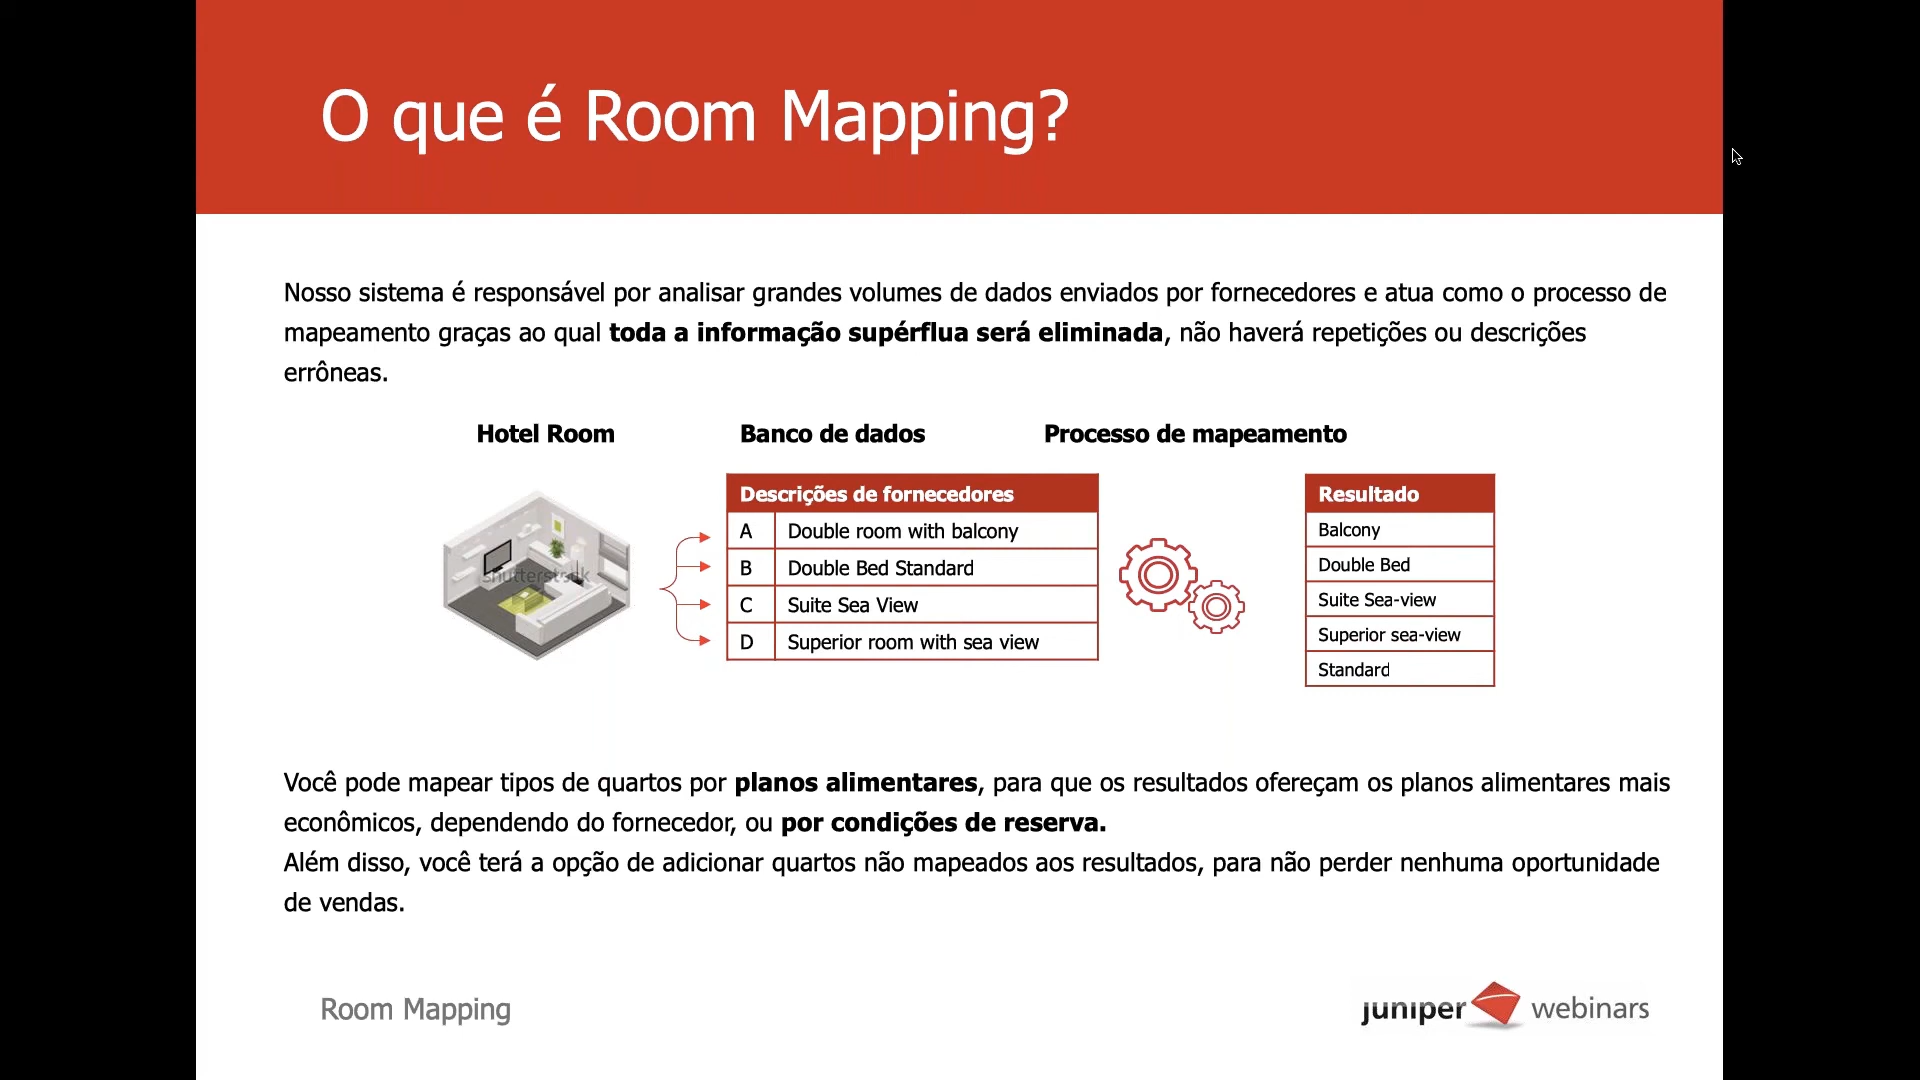 O que é Room Mapping?
Nosso sistema é responsável por analisar grandes volumes de dados enviados por fornecedores e atua como o processo de
mapeamento graças ao qual toda a informação supérflua será eliminada, não haverá repetições ou descrições
errôneas.
Hotel Room
Banco de dados
Processo de mapeamento
shutterstock
Descrições de fornecedores
A Double room with balcony
B Double Bed Standard
C Suite Sea View
D Superior room with sea view
Resultado
Balcony
Double Bed
Suite Sea-view
Superior sea-view
Standard
Você pode mapear tipos de quartos por planos alimentares, para que os resultados ofereçam os planos alimentares mais
econômicos, dependendo do fornecedor, ou por condições de reserva.
Além disso, você terá a opção de adicionar quartos não mapeados aos resultados, para não perder nenhuma oportunidade
de vendas.
Room Mapping
juniper webinars